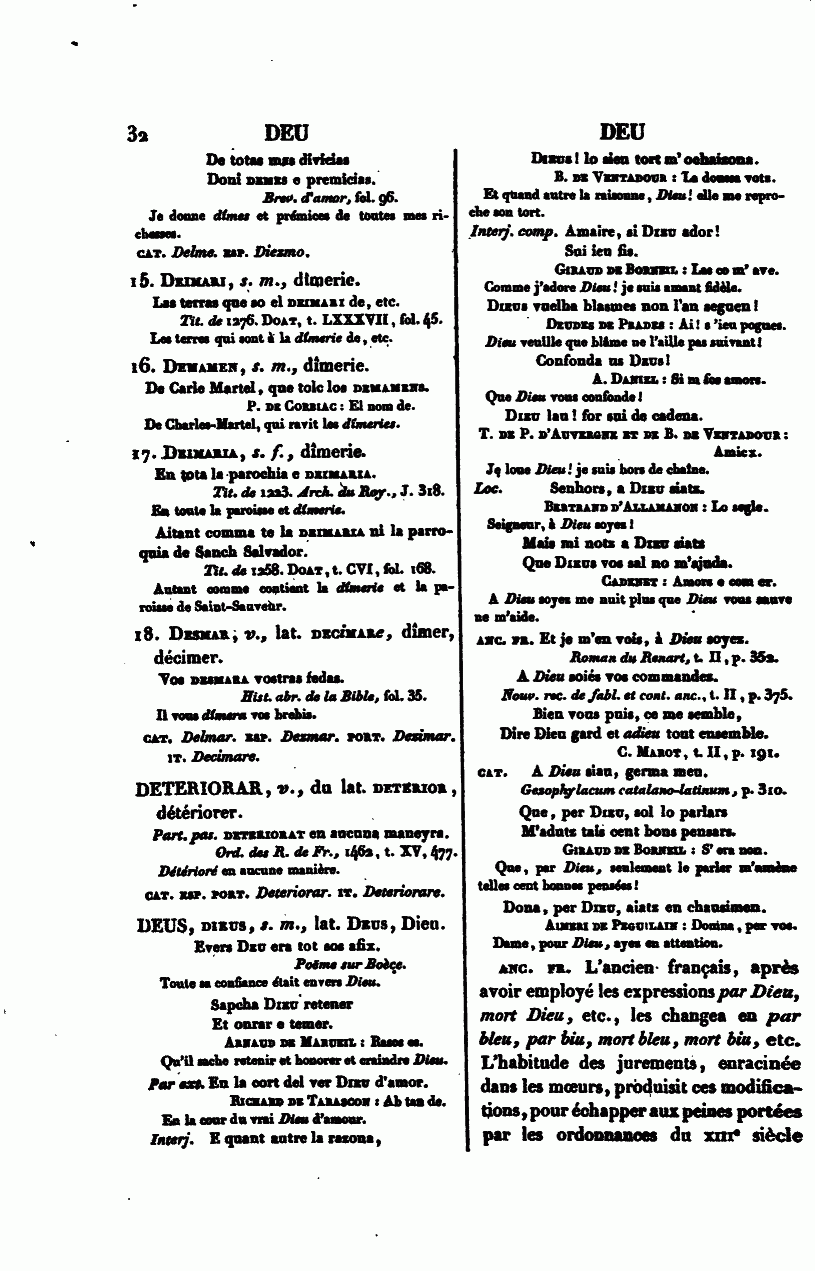 32 DEU
De totas mas divicias
Doni DEMES e premicias.
Brev. d'amor, fol. 96.
Je donne dîmes et prémices de toutes mes ri-
chesses.
CAT. Delme. ESP. Diezmo.
15. DEIMARI, s. m., dîmerie.
Las terras que so el DEIMARI de, etc.
Tit. de 1276. DOAT, t. LXXXVII, fol. 45.
Les terres qui sont à la dîmerie de, etc.
16. DEMAMEN, s. m., dîmerie.
De Carle Martel, que tolc los DEMAMENS.
P. DE CORBIAC : El nom de.
De Charles-Martel, qui ravit les dîmeries.
17. DEIMARIA, s. f., dîmerie.
En tota la parochia e DEIMARIA.
Tit. de 1223. Arch. du Roy., J. 318.
En toute la paroisse et dîmerie.
Aitant comma te la DEIMARIA ni la parro-
quia de Sanch Salvador.
Tit. de 1258. DOAT, t. CVI, fol. 168.
Autant comme contient la dîmerie et la pa-
roisse de Saint-Sauveur.
18. DESMAR, v., lat. DECIMARE, dîmer,
décimer.
Vos DESMARA vostras fedas.
Hist. abr. de la Bible, fol. 35.
Il vous dîmera vos brebis.
CAT. Delmar. ESP. Dezmar. PORT. Dezimar.
IT. Decimare.
DETERIORAR, v., du lat. DETERIOR,
détériorer.
Part. pas. DETERIORAT en aucuna maneyra.
Ord. des R. de Fr., 1462, t. XV, 477.
Détérioré en aucune manière.
CAT. ESP. PORT. Deteriorar. IT. Deteriorare.
DEUS, DIEUS, s. m., lat. DEUS, Dieu.
Evers DEU era tot sos afix.
Poëme sur Boèce.
Toute sa confiance était envers Dieu.
Sapcha DIEU retener
Et onrar e temer.
ARNAUD DE MARUEIL : Rasos es.
Qu'il sache retenir et honorer et craindre Dieu.
Par ext. En la cort del ver DIEU d'amor.
RICHARD DE TARASCON : Ab tan de.
En la cour du vrai Dieu d'amour.
Interj. E quant autre la razona,
DEU
DIEUS! lo sieu tort m'ochaisona.
B. DE VENTADOUR : La doussa votz.
Et quand autre la raisonne, Dieu! elle me repro-
che son tort.
Interj. comp. Amaire, si DIEU ador!
Sui ieu fis.
GIRAUD DE BORNEIL : Las co m'ave.
Comme j'adore Dieu! je suis amant fidèle.
DIEUS vuelha blasmes non l'an seguen!
DEUDES DE PRADES : Ai! s'ieu pogues.
Dieu veuille que blâme ne l'aille pas suivant!
Confonda us DEUS!
A. DANIEL : Si m fos amors.
Que Dieu vous confonde!
DIEU lau! for sui de cadena.
T. DE P. D'AUVERGNE ET DE B. DE VENTADOUR :
Amicx.
Je loue Dieu! je suis hors de chaîne.
Loc. Senhors, a DIEU siatz.
BERTRAND D'ALLAMANON : Lo segle.
Seigneur, à Dieu soyez!
Mais mi notz a DIEU siatz
Que DIEUS vos sal no m'ajuda.
CADENET : Amors e com er.
A Dieu soyez me nuit plus que Dieu vous sauve
ne m'aide.
ANC. FR. Et je m'en vois, à Dieu soyez.
Roman du Renart, t. II, p. 352.
A Dieu soiés vos commandes.
Nouv. rec. de fabl. et cont. anc., t. II, p. 375.
Bien vous puis, ce me semble,
Dire Dieu gard et adieu tout ensemble.
C. MAROT, t. II, p. 191.
CAT. A Dieu sian, germa meu.
Gazophylacum catalano-latinum, p. 310.
Que, per DIEU, sol lo parlars
M'aduts tals cent bons pensars.
GIRAUD DE BORNEIL : S'era non.
Que, par Dieu, seulement le parler m'amène
telles cent bonnes pensées!
Dona, per DIEU, aiatz en chausimen.
AIMERI DE PEGUILAIN : Domna, per vos.
Dame, pour Dieu, ayez en attention.
ANC. FR. L'ancien français, après
avoir employé les expressions par Dieu,
mort Dieu, etc., les changea en par
bleu, par biu, mort bleu, mort biu, etc.
L'habitude des jurements, enracinée
dans les mœurs, produisit ces modifica-
tions, pour échapper aux peines portées
par les ordonnances du XIIIe siècle